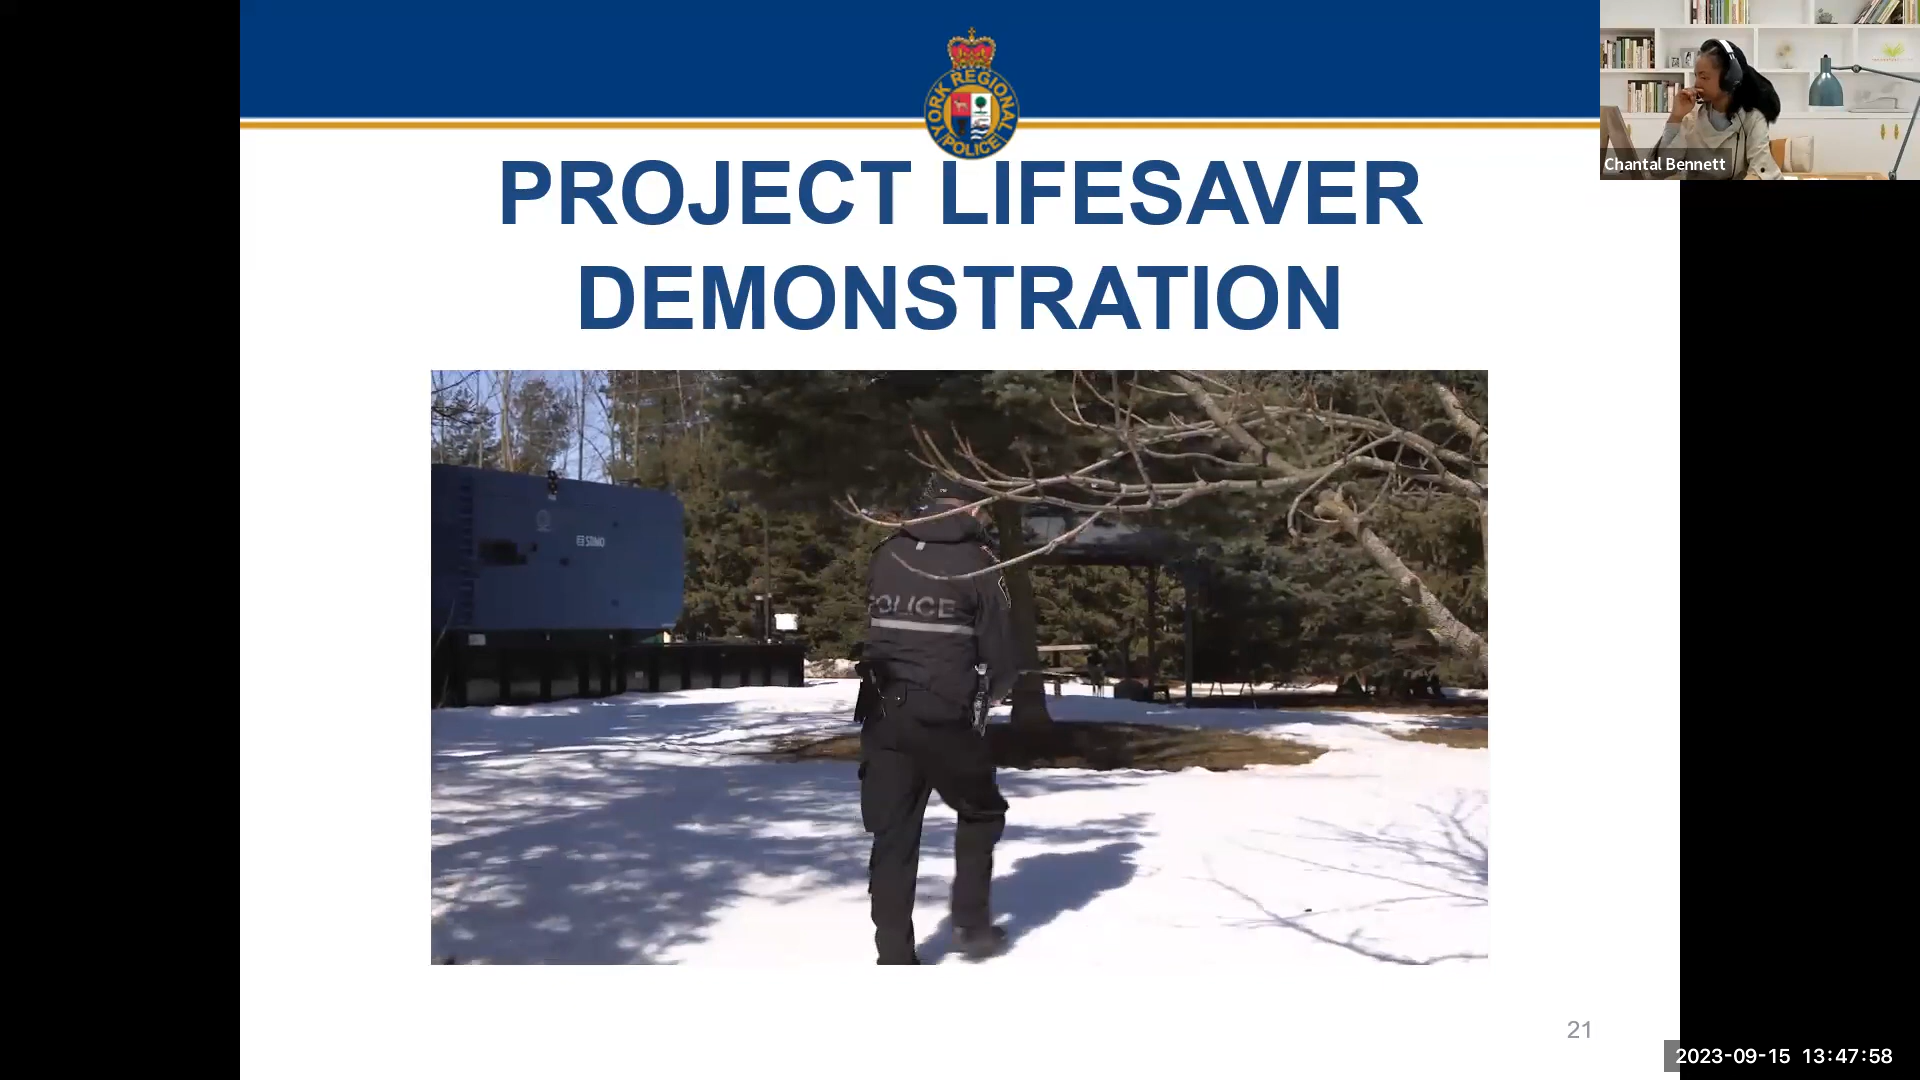 YORK REGIONAL
POLICE
Chantal Bennett
PROJECT LIFESAVER
DEMONSTRATION
POLICE
21
2023-09-15 13:47:58